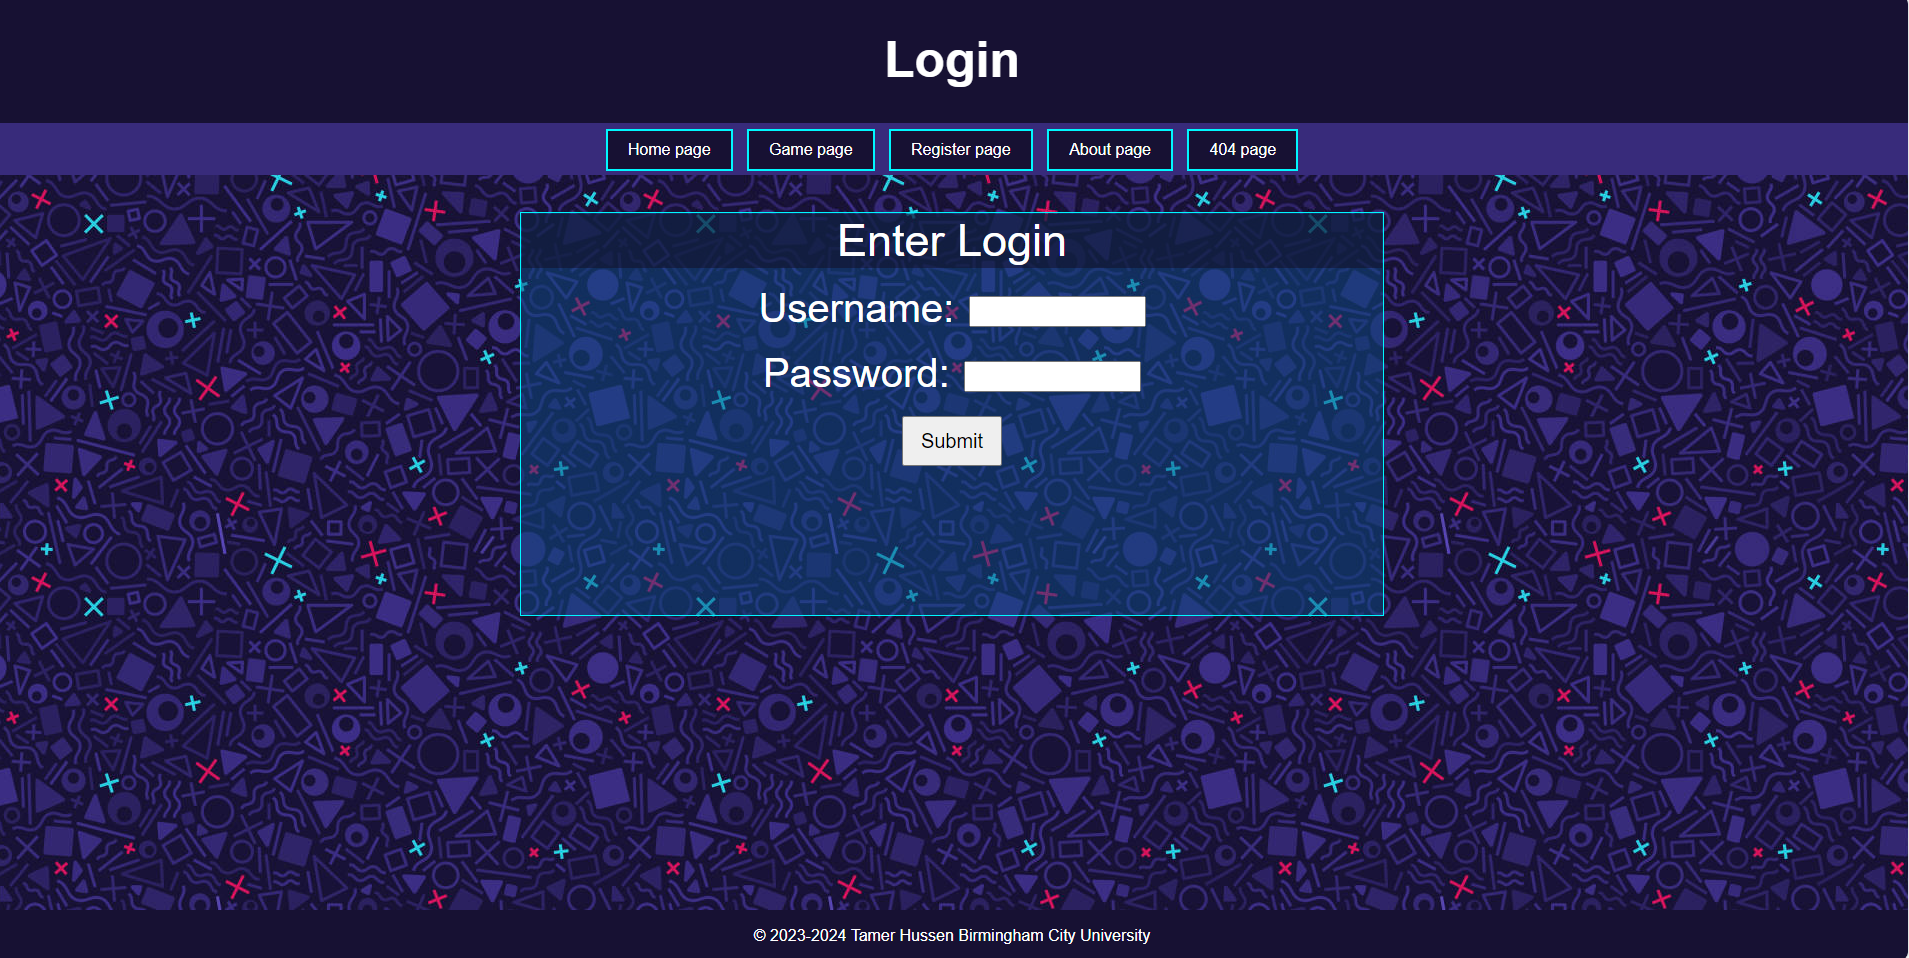 Login
Home page Game page Register page About page 404 page
Enter Login
Username:
Password:
Submit
© 2023-2024 Tamer Hussen Birmingham City University